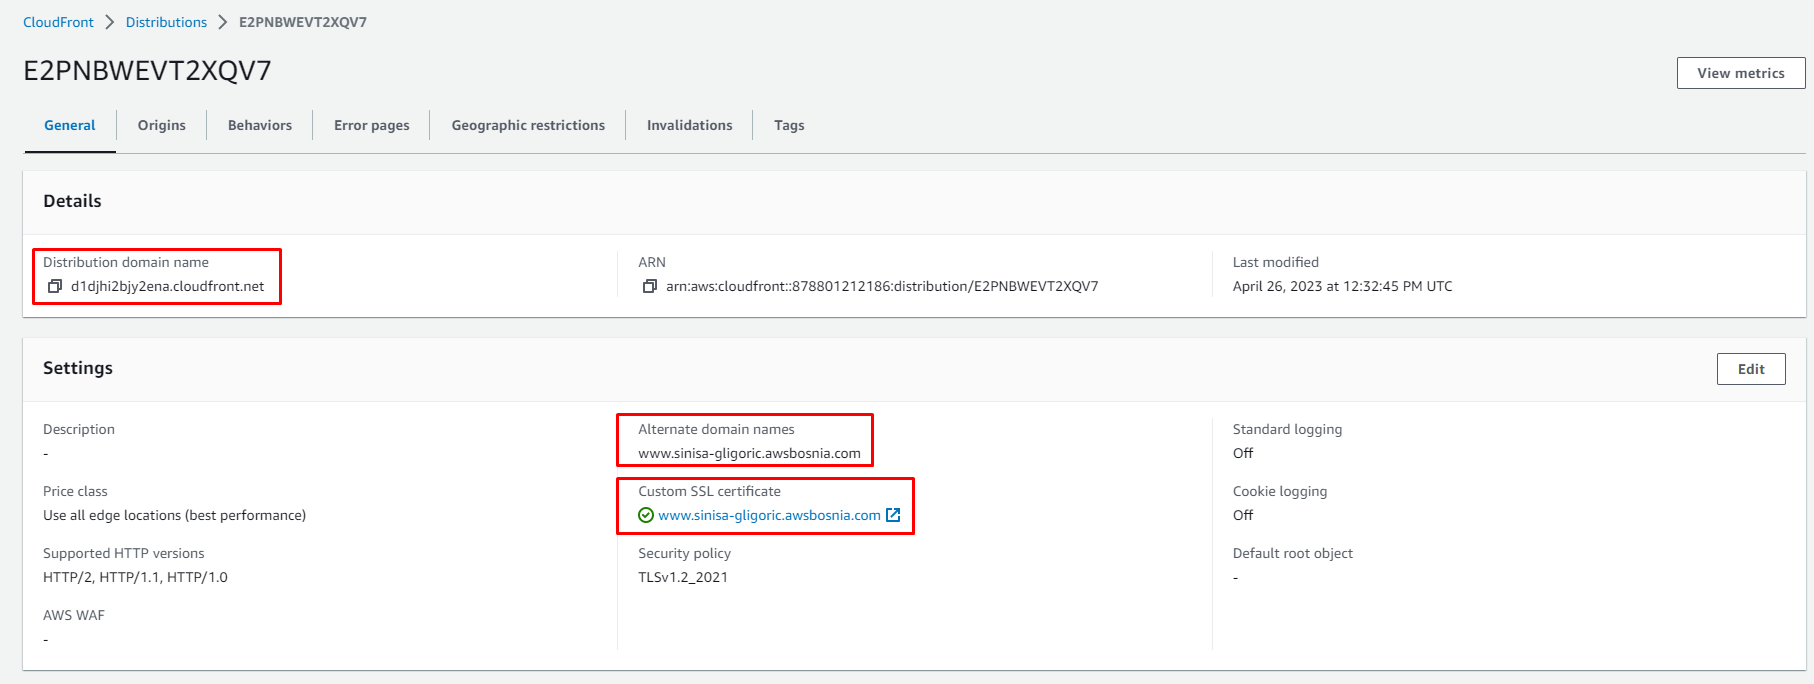 CloudFront > Distributions > E2PNBWEVT2XQV7
E2PNBWEVT2XQV7
View metrics
General
Origins
Behaviors
Error pages
Geographic restrictions
Invalidations
Tags
Details
Distribution domain name
d1djhi2bjy2ena.cloudfront.net
ARN
arn:aws:cloudfront::878801212186:distribution/E2PNBWEVT2XQV7
Last modified
April 26, 2023 at 12:32:45 PM UTC
Settings
Edit
Description
-
Price class
Use all edge locations (best performance)
Supported HTTP versions
HTTP/2, HTTP/1.1, HTTP/1.0
AWS WAF
-
Alternate domain names
www.sinisa-gligoric.awsbosnia.com
Custom SSL certificate
www.sinisa-gligoric.awsbosnia.com
Security policy
TLSv1.2_2021
Standard logging
Off
Cookie logging
Off
Default root object
-